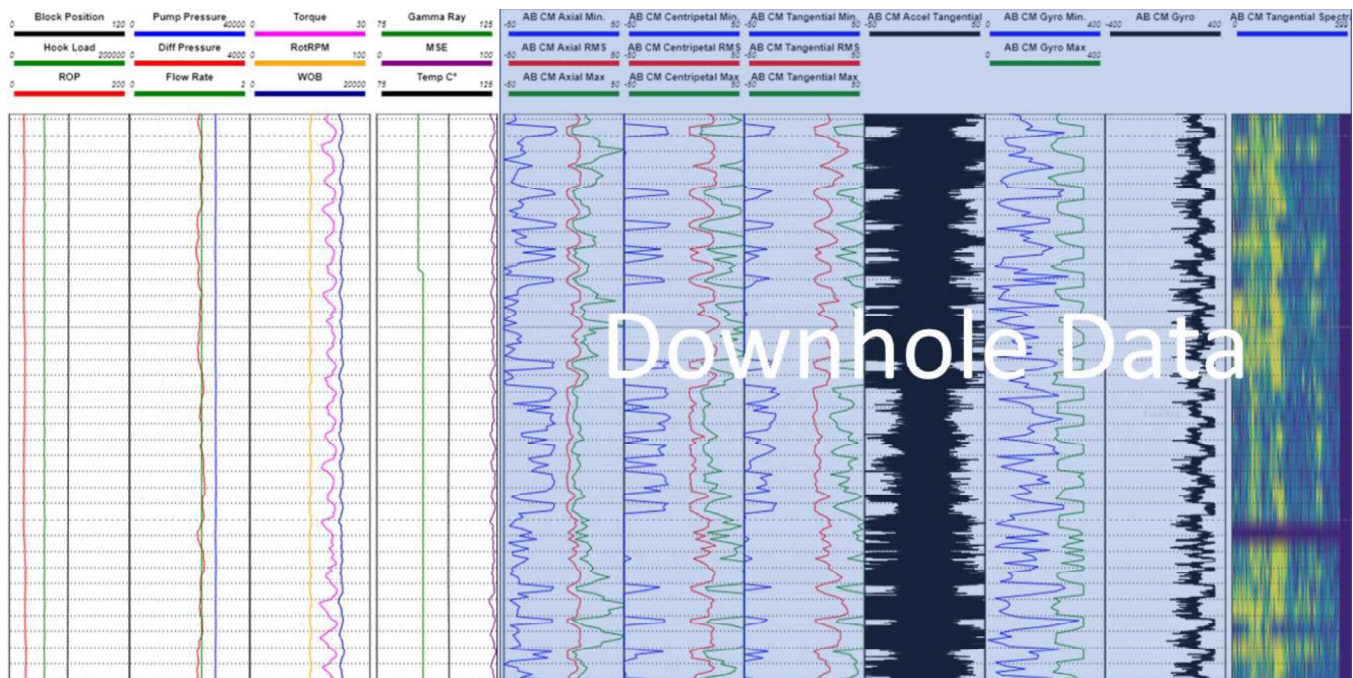 Block Position Pump Pressure Torque Gamma Ray AB CM Axial Min. AB CM Centripetal Min. AB CM Tangential Min. AB CM Accel Tangential AB CM Gyro Min. AB CM Gyro AB CM Tangential Spectra
0 120 0 40000 0 30 75 125 -50 50 -50 50 -50 50 -50 50 0 400 -400 400 0
Hook Load Diff Pressure RotRPM MSE AB CM Axial RMS AB CM Centripetal RMS AB CM Tangential RMS AB CM Gyro Max
0 200000 0 4000 0 100 0 100 -50 50 -50 50 -50 50 0 400
ROP Flow Rate WOB Temp C° AB CM Axial Max AB CM Centripetal Max AB CM Tangential Max
0 200 0 2 0 20000 75 125 -50 50 -50 50 -50 50
Downhole Data